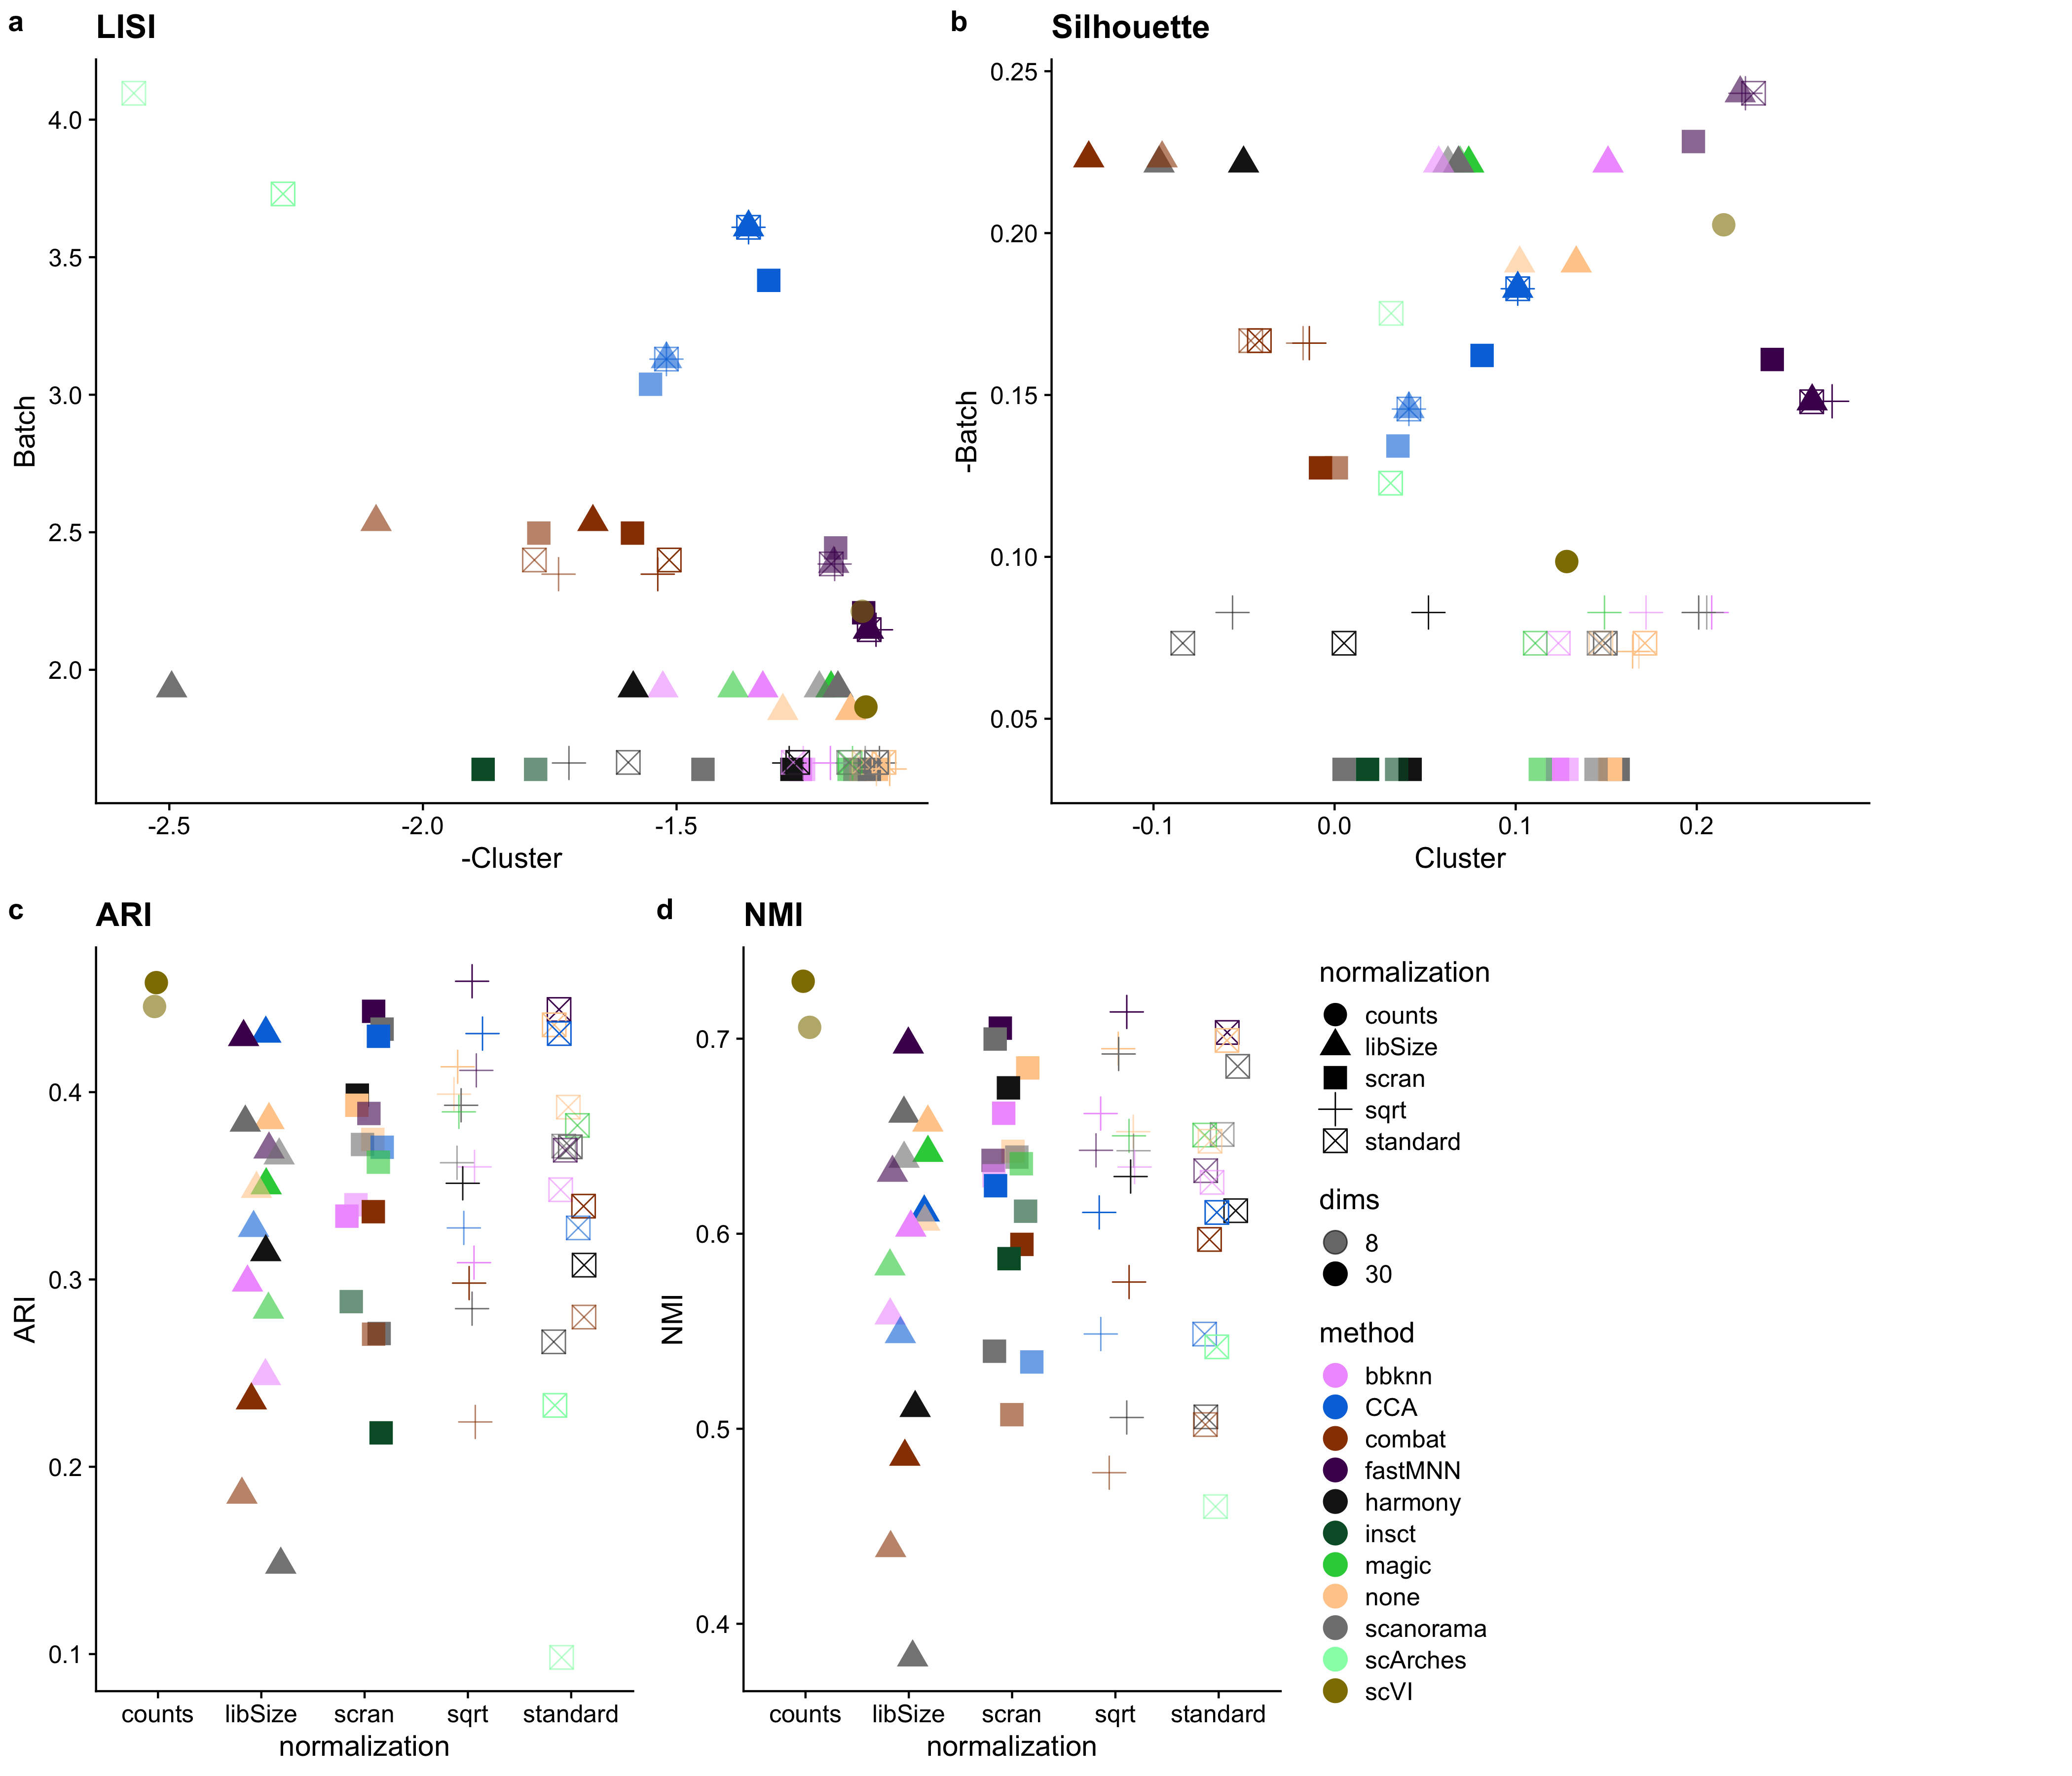 a LISI
4.0
3.5
3.0
2.5
2.0
Batch
-2.5 -2.0 -1.5
-Cluster
b Silhouette
0.25
0.20
0.15
0.10
0.05
-Batch
-0.1 0.0 0.1 0.2
Cluster
c ARI
0.4
0.3
0.2
0.1
ARI
counts libSize scran sqrt standard
normalization
d NMI
0.7
0.6
0.5
0.4
NMI
counts libSize scran sqrt standard
normalization
normalization
counts
libSize
scran
sqrt
standard
dims
8
30
method
bbknn
CCA
combat
fastMNN
harmony
insct
magic
none
scanorama
scArches
scVI